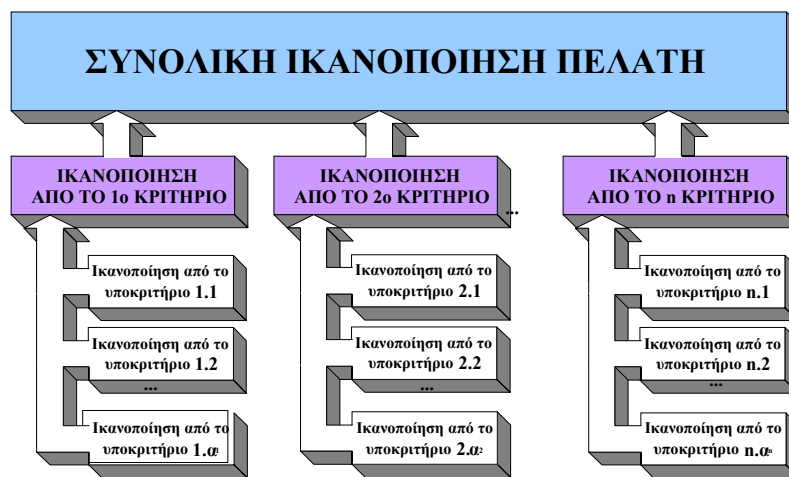 ΣΥΝΟΛΙΚΗ ΙΚΑΝΟΠΟΙΗΣΗ ΠΕΛΑΤΗ
ΙΚΑΝΟΠΟΙΗΣΗ
ΑΠΟ ΤΟ 1ο ΚΡΙΤΗΡΙΟ
ΙΚΑΝΟΠΟΙΗΣΗ
ΑΠΟ ΤΟ 2ο ΚΡΙΤΗΡΙΟ
...
ΙΚΑΝΟΠΟΙΗΣΗ
ΑΠΟ ΤΟ n ΚΡΙΤΗΡΙΟ
Ικανοποίηση από το
υποκριτήριο 1.1
Ικανοποίηση από το
υποκριτήριο 1.2
...
Ικανοποίηση από το
υποκριτήριο 1.α₁
Ικανοποίηση από το
υποκριτήριο 2.1
Ικανοποίηση από το
υποκριτήριο 2.2
...
Ικανοποίηση από το
υποκριτήριο 2.α₂
Ικανοποίηση από το
υποκριτήριο n.1
Ικανοποίηση από το
υποκριτήριο n.2
...
Ικανοποίηση από το
υποκριτήριο n.αₙ